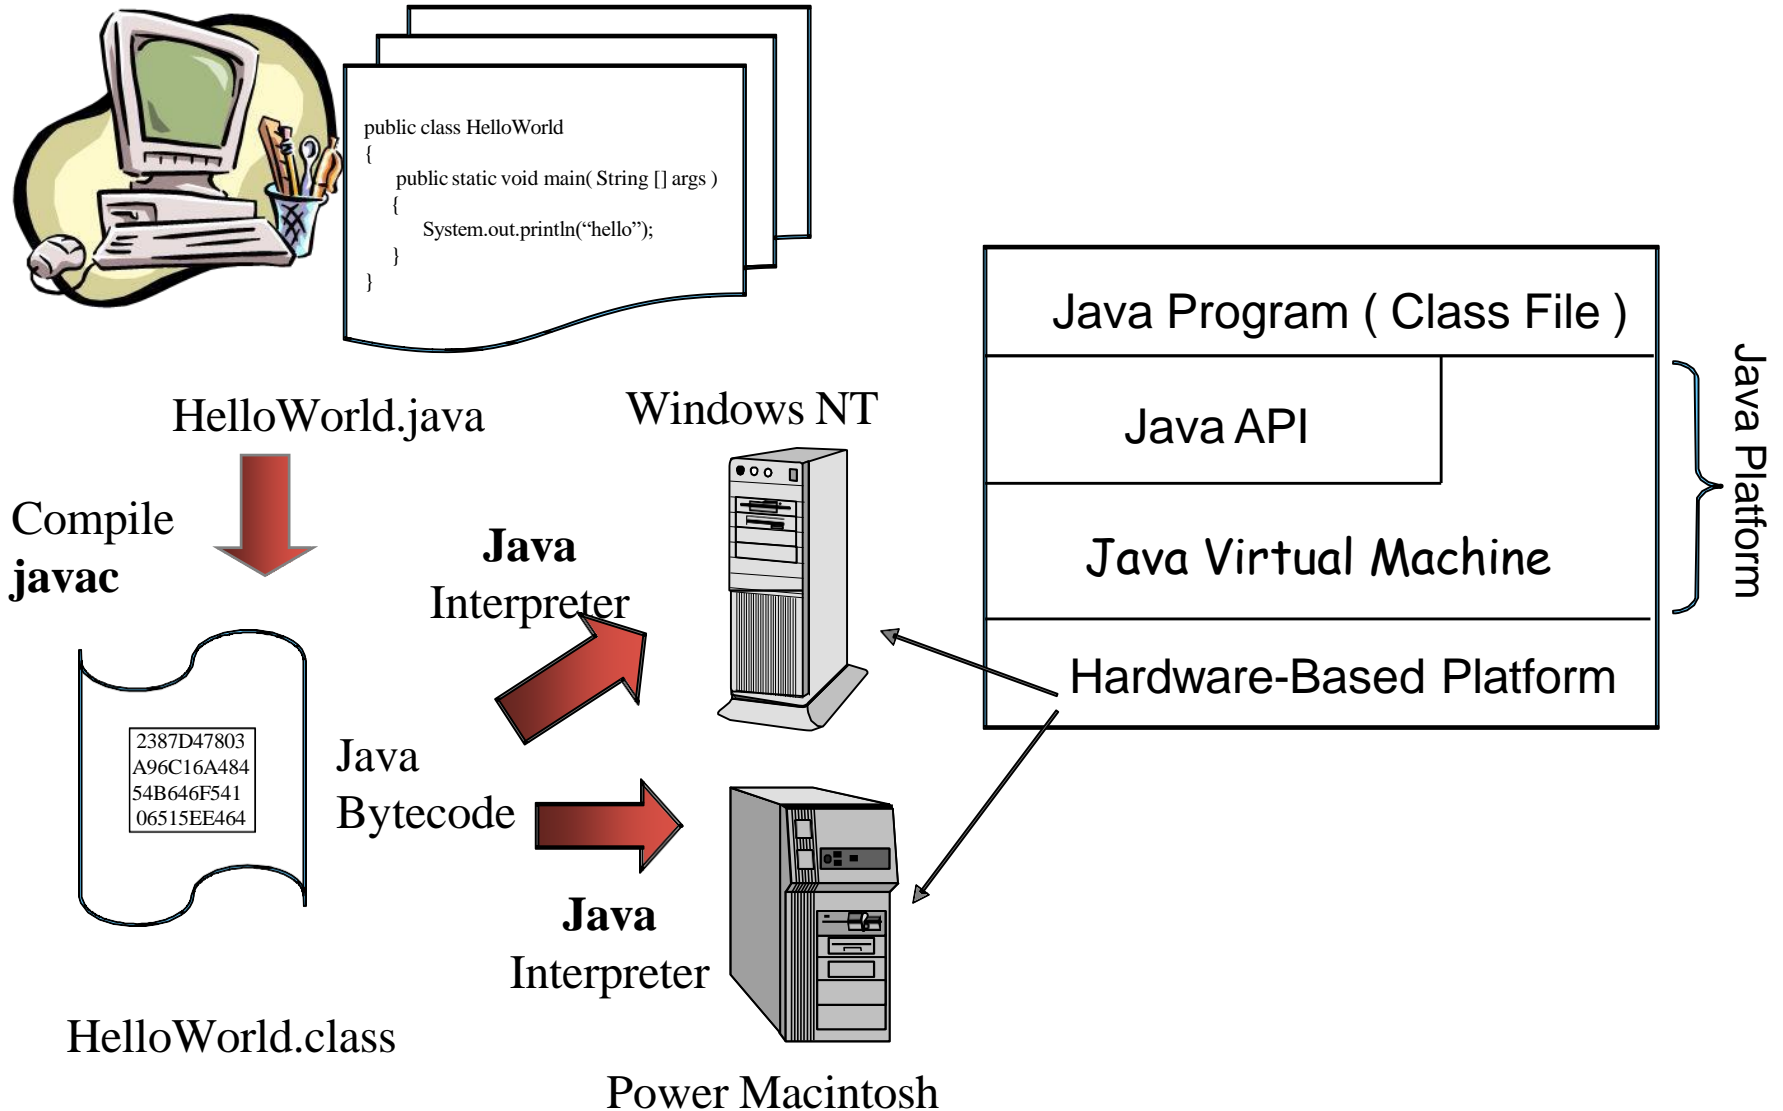 public class HelloWorld
{
public static void main( String [] args )
{
System.out.println(“hello”);
}
}
HelloWorld.java
Compile
javac
2387D47803
A96C16A484
54B646F541
06515EE464
HelloWorld.class
Java
Bytecode
Java
Interpreter
Windows NT
Java
Interpreter
Power Macintosh
Java Program ( Class File )
Java API
Java Virtual Machine
Hardware-Based Platform
Java Platform